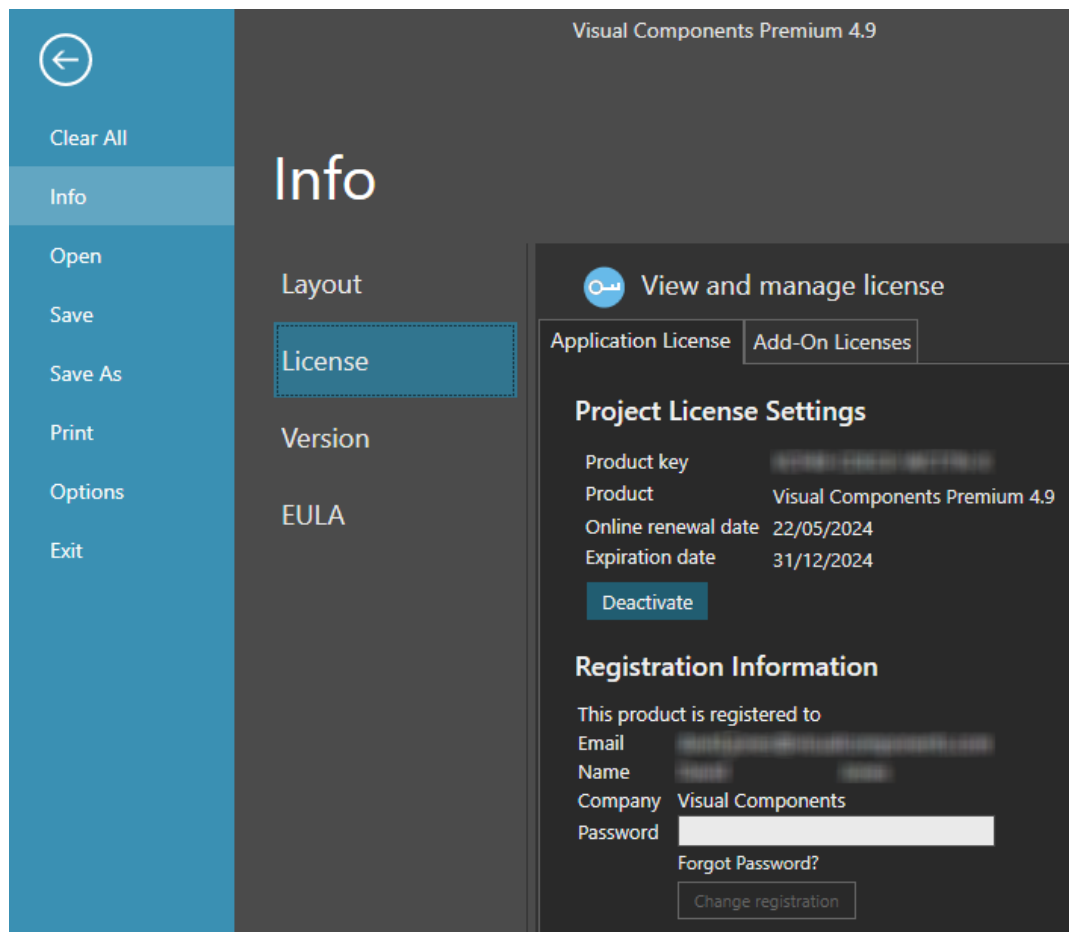 Visual Components Premium 4.9
Clear All
Info
Open
Save
Save As
Print
Options
Exit
Info
Layout
License
Version
EULA
View and manage license
Application License
Add-On Licenses
Project License Settings
Product key
Product Visual Components Premium 4.9
Online renewal date 22/05/2024
Expiration date 31/12/2024
Deactivate
Registration Information
This product is registered to
Email
Name
Company Visual Components
Password
Forgot Password?
Change registration